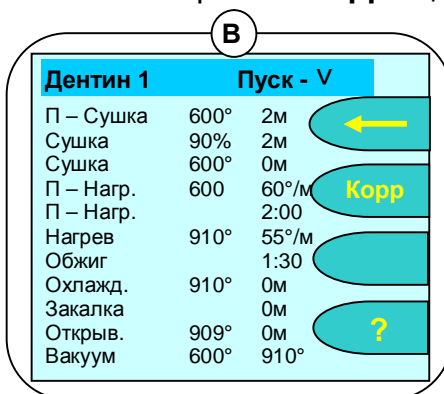 В
Дентин 1 Пуск - V
П – Сушка 600° 2м
Сушка 90% 2м
Сушка 600° 0м
П – Нагр. 600 60°/м
Корр
П – Нагр. 2:00
Нагрев 910° 55°/м
Обжиг 1:30
Охлажд. 910° 0м
Закалка 0м
Открыв. 909° 0м
?
Вакуум 600° 910°